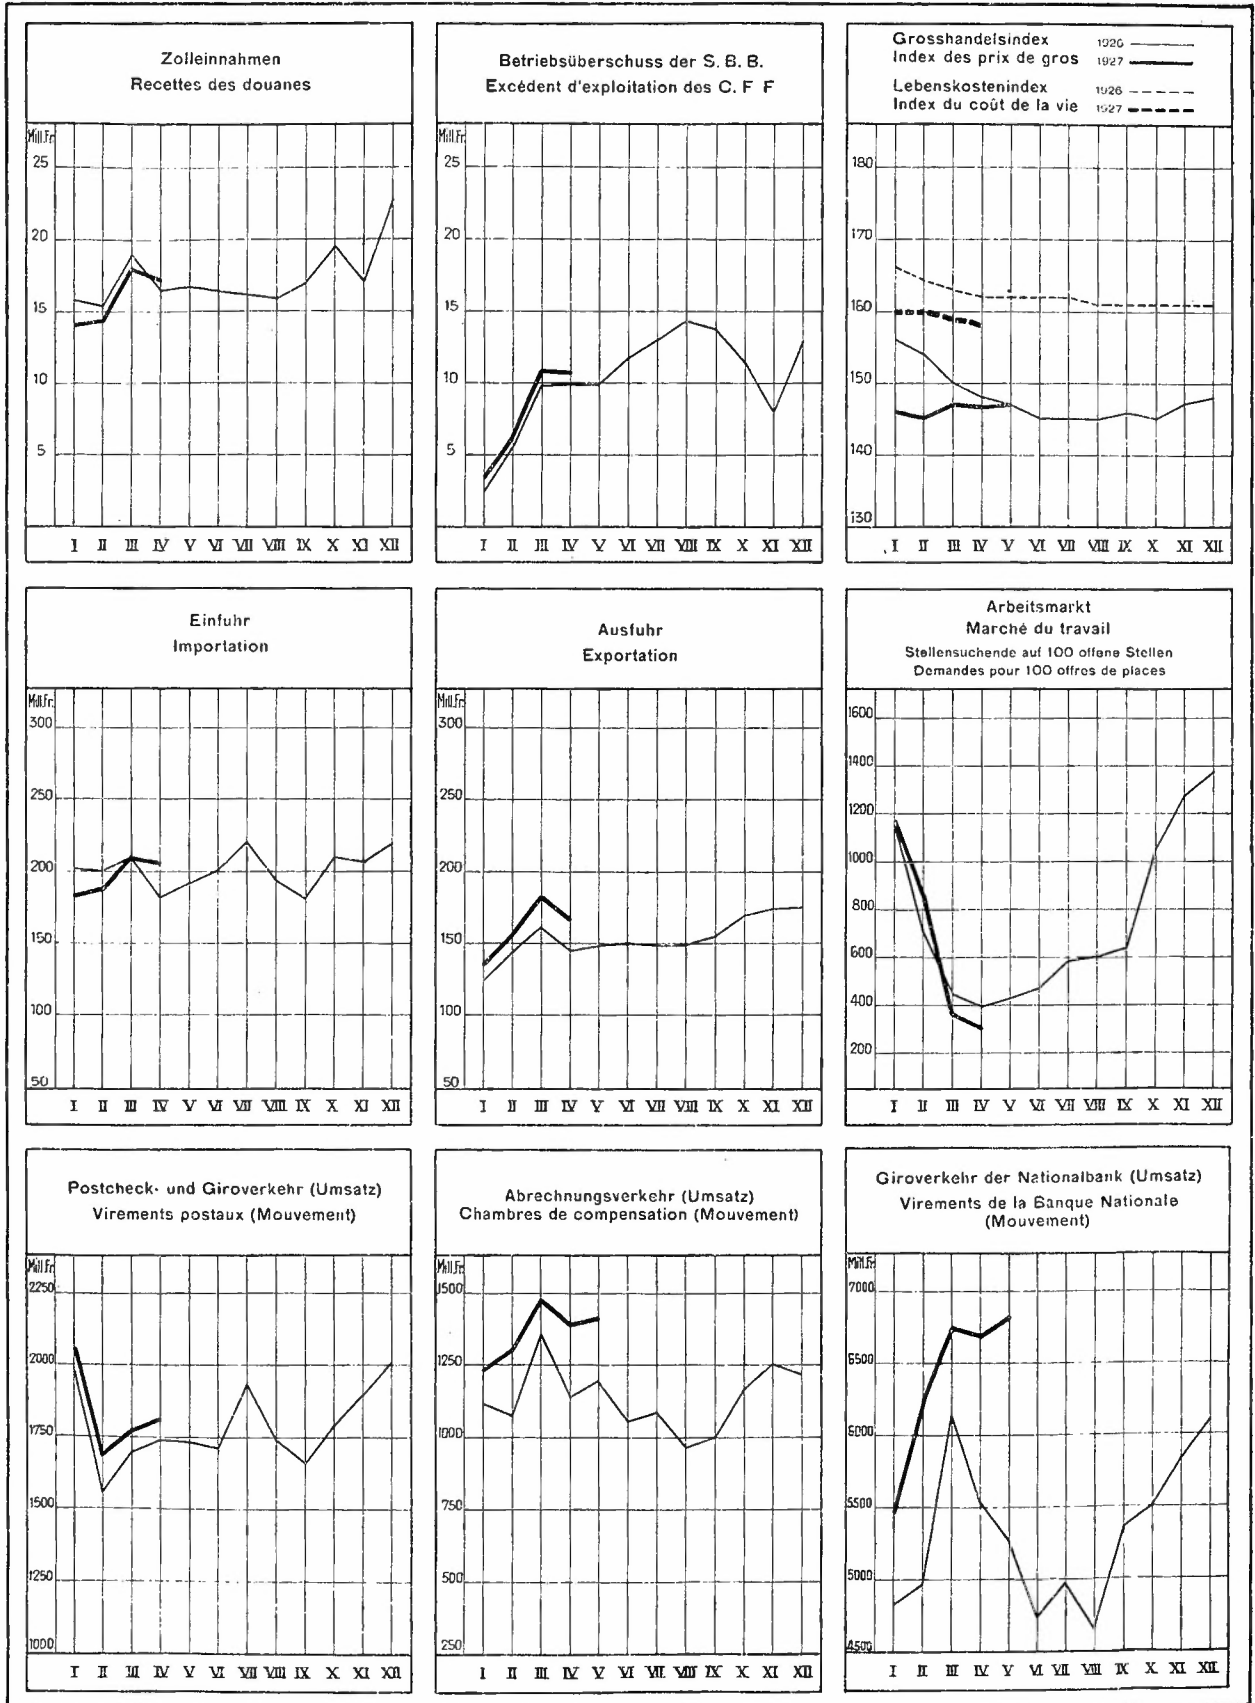 Zolleinnahmen
Recettes des douanes
Mill.Fr.
25
20
15
10
5
I II III IV V VI VII VIII IX X XI XII
Betriebsüberschuss der S. B. B.
Excédent d'exploitation des C. F F
Mill.Fr.
25
20
15
10
5
I II III IV V VI VII VIII IX X XI XII
Grosshandelsindex 1926
Index des prix de gros 1927
Lebenskostenindex 1926
Index du coût de la vie 1927
180
170
160
150
140
130
I II III IV V VI VII VIII IX X XI XII
Einfuhr
Importation
Mill.Fr.
300
250
200
150
100
50
I II III IV V VI VII VIII IX X XI XII
Ausfuhr
Exportation
Mill.Fr.
300
250
200
150
100
50
I II III IV V VI VII VIII IX X XI XII
Arbeitsmarkt
Marché du travail
Stellensuchende auf 100 offene Stellen
Demandes pour 100 offres de places
1600
1400
1200
1000
800
600
400
200
I II III IV V VI VII VIII IX X XI XII
Postcheck- und Giroverkehr (Umsatz)
Virements postaux (Mouvement)
Mill.Fr.
2250
2000
1750
1500
1250
1000
I II III IV V VI VII VIII IX X XI XII
Abrechnungsverkehr (Umsatz)
Chambres de compensation (Mouvement)
Mill.Fr.
1500
1250
1000
750
500
250
I II III IV V VI VII VIII IX X XI XII
Giroverkehr der Nationalbank (Umsatz)
Virements de la Banque Nationale
(Mouvement)
Mill.Fr.
7000
6500
6000
5500
5000
4500
I II III IV V VI VII VIII IX X XI XII